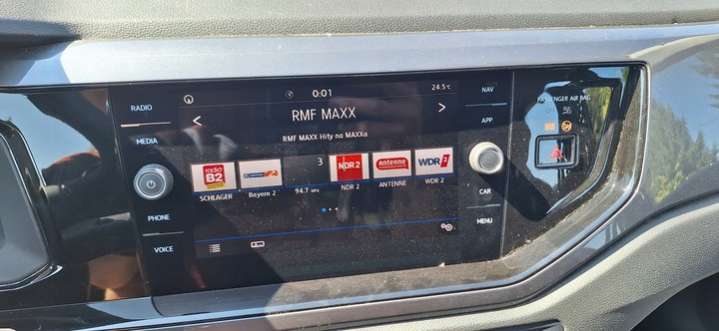 RADIO
MEDIA
PHONE
VOICE
0:01
24.5°C
RMF MAXX
RMF MAXX Hity na MAXXa
radio
B2
SCHLAGER
Bayern 2
3
94.7
NDR 2
NDR 2
antenne
ANTENNE
WDR 2
WDR 2
NAV
APP
CAR
MENU
AIR BAG